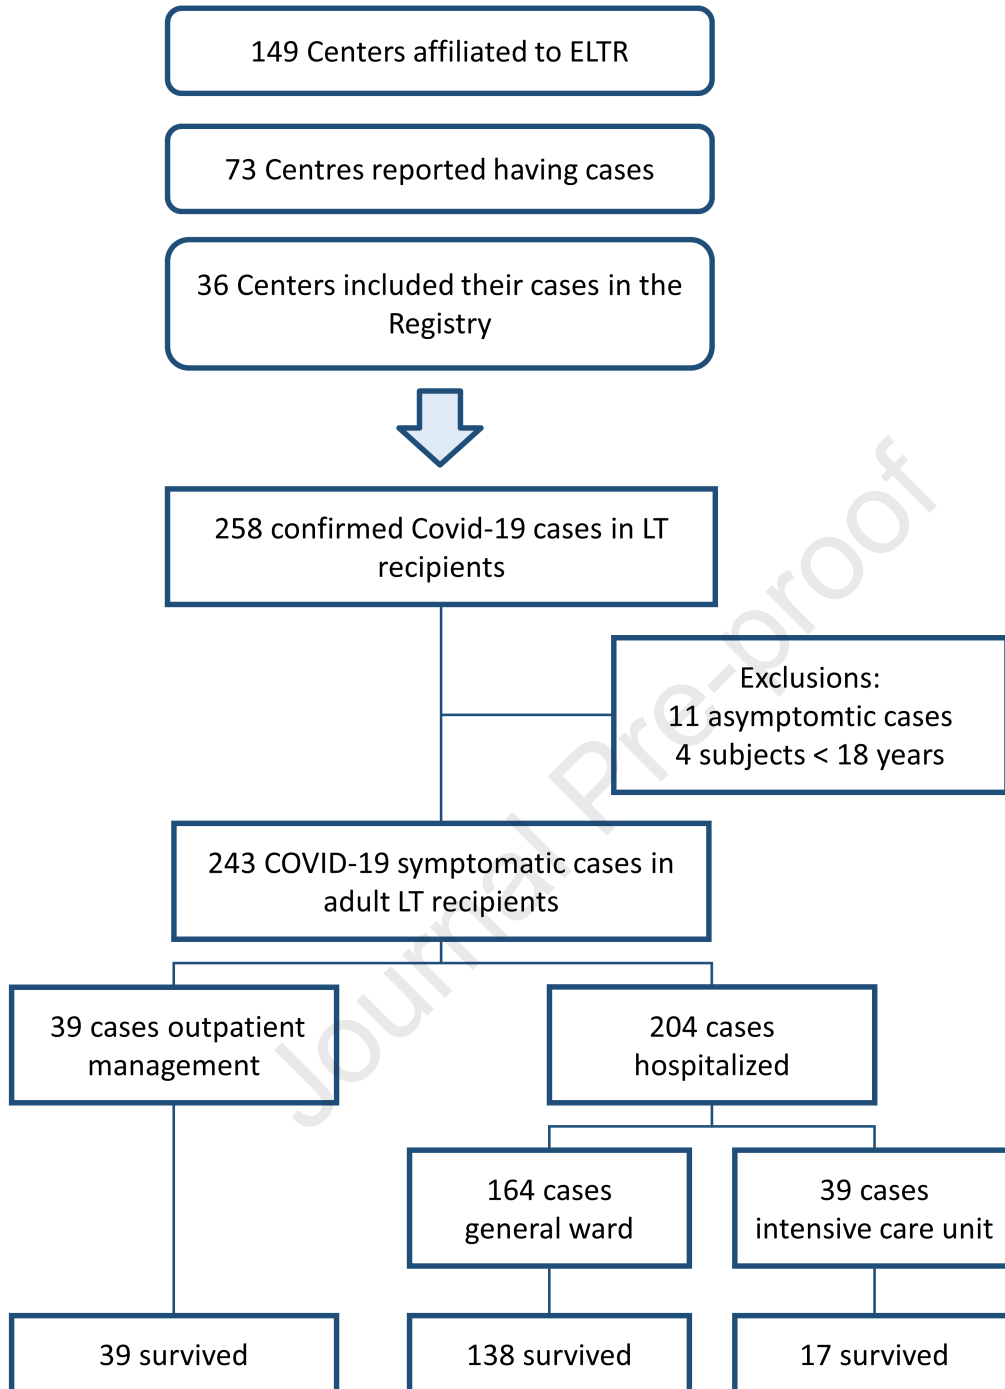 149 Centers affiliated to ELTR
73 Centres reported having cases
36 Centers included their cases in the
Registry
258 confirmed Covid-19 cases in LT
recipients
Exclusions:
11 asymptomtic cases
4 subjects < 18 years
243 COVID-19 symptomatic cases in
adult LT recipients
39 cases outpatient
management
204 cases
hospitalized
164 cases
general ward
39 cases
intensive care unit
39 survived
138 survived
17 survived
Journal Pre-proof